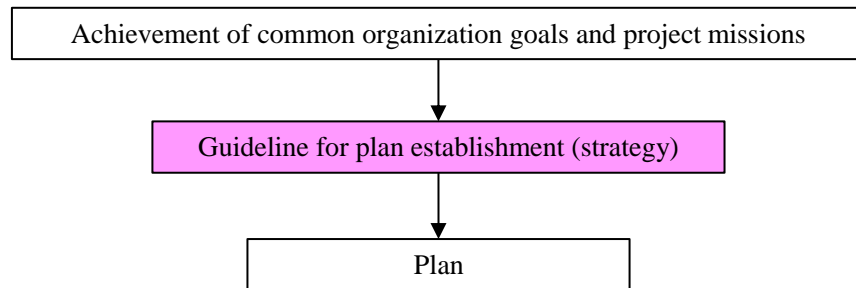 Achievement of common organization goals and project missions
Guideline for plan establishment (strategy)
Plan